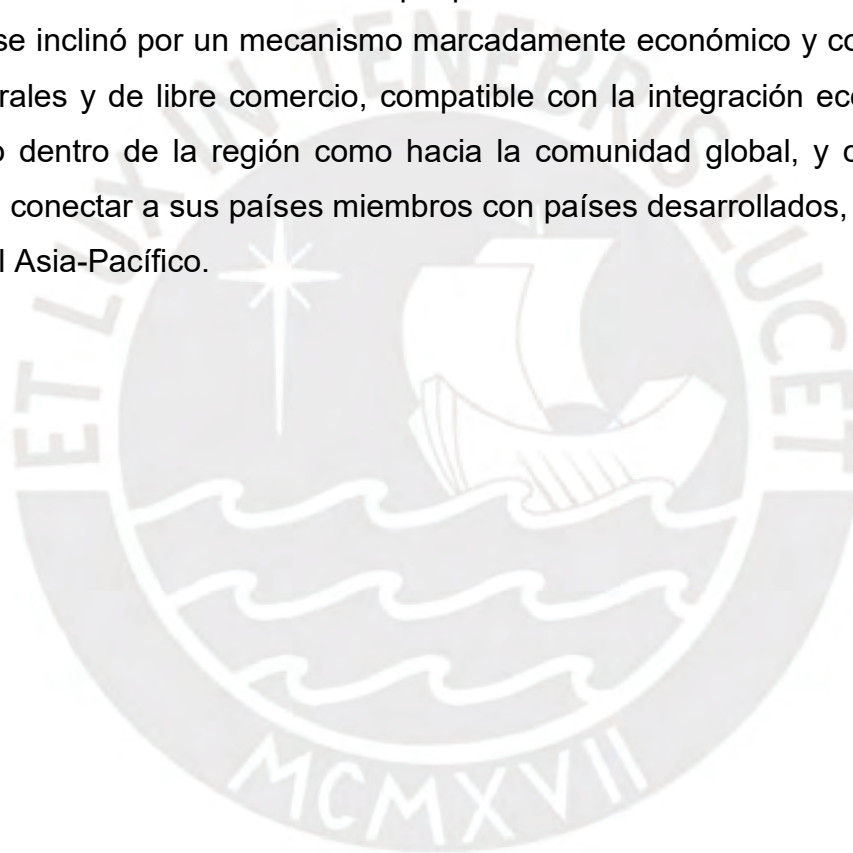 se inclinó por un mecanismo marcadamente económico y
rales y de libre comercio, compatible con la integración
dentro de la región como hacia la comunidad global, y
conectar a sus países miembros con países desarrollados,
l Asia-Pacífico.
ET LUX IN TENEBRIS LUCET
MCMXVII